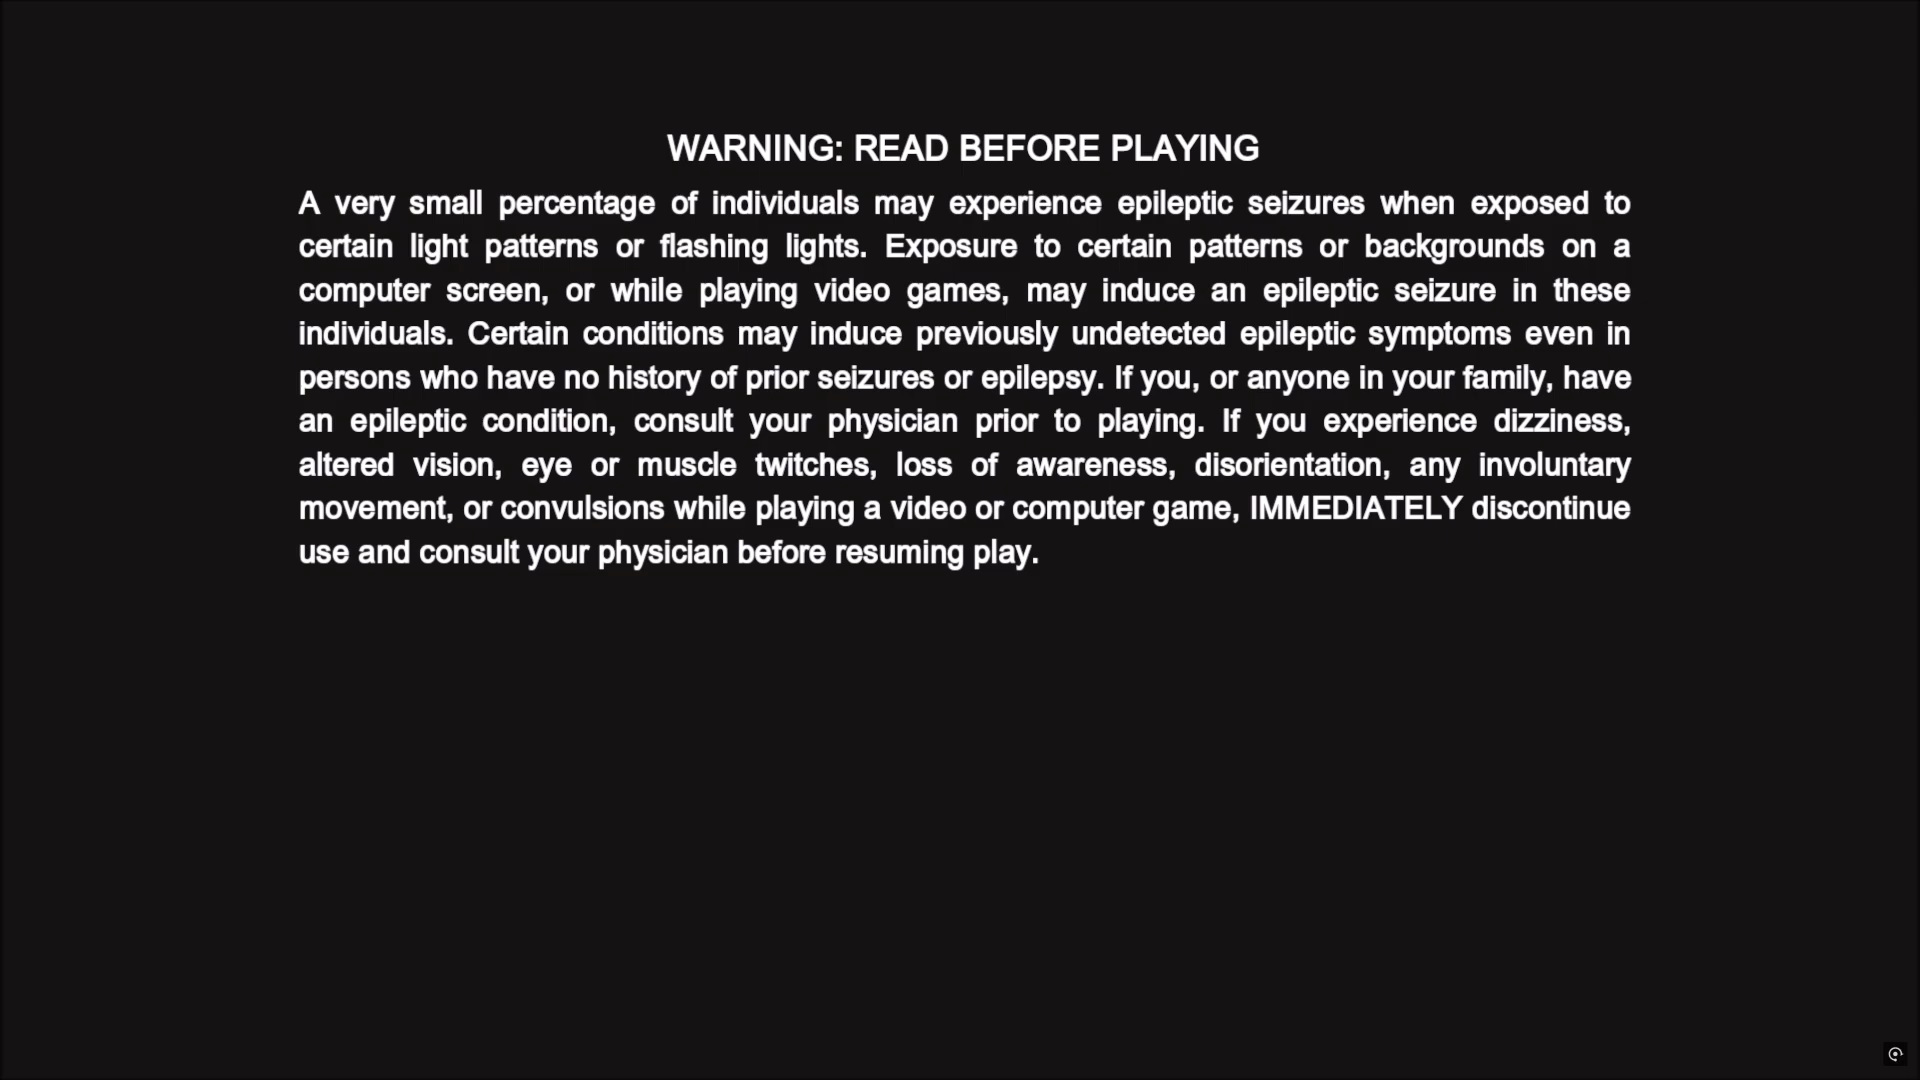 WARNING: READ BEFORE PLAYING
A very small percentage of individuals may experience epileptic seizures when exposed to
certain light patterns or flashing lights. Exposure to certain patterns or backgrounds on a
computer screen, or while playing video games, may induce an epileptic seizure in these
individuals. Certain conditions may induce previously undetected epileptic symptoms even in
persons who have no history of prior seizures or epilepsy. If you, or anyone in your family, have
an epileptic condition, consult your physician prior to playing. If you experience dizziness,
altered vision, eye or muscle twitches, loss of awareness, disorientation, any involuntary
movement, or convulsions while playing a video or computer game, IMMEDIATELY discontinue
use and consult your physician before resuming play.